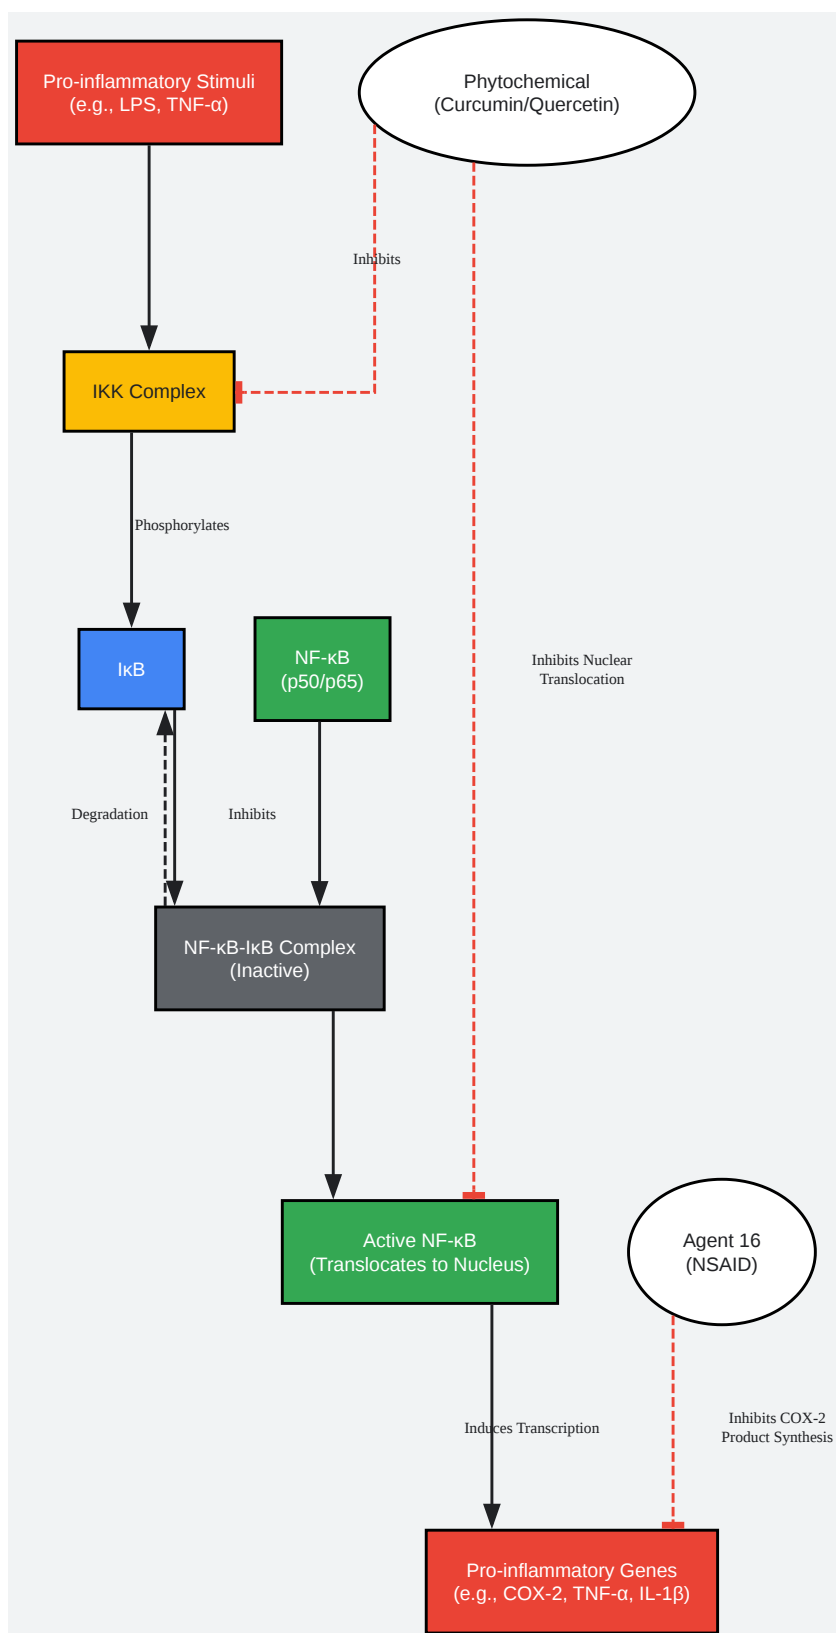 Pro-inflammatory Stimuli
(e.g., LPS, TNF-α)
Phytochemical
(Curcumin/Quercetin)
Inhibits
IKK Complex
Phosphorylates
IκB
NF-κB
(p50/p65)
Inhibits Nuclear
Translocation
Degradation
Inhibits
NF-κB-IκB Complex
(Inactive)
Active NF-κB
(Translocates to Nucleus)
Agent 16
(NSAID)
Induces Transcription
Inhibits COX-2
Product Synthesis
Pro-inflammatory Genes
(e.g., COX-2, TNF-α, IL-1β)